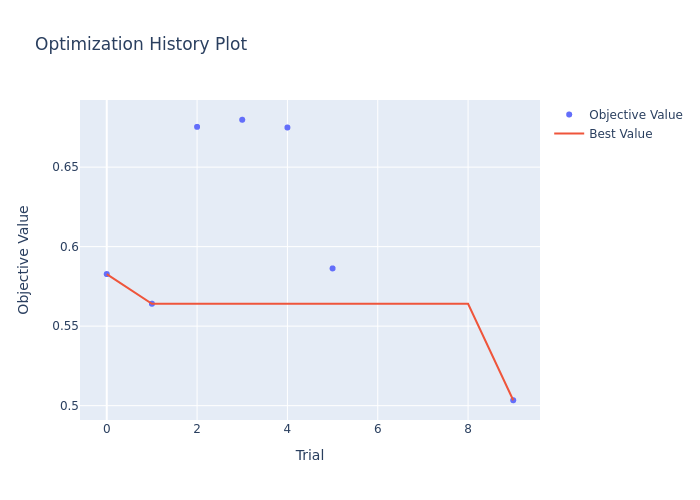 Optimization History Plot
Objective Value
Best Value
Objective Value
0.65
0.6
0.55
0.5
0
2
4
6
8
Trial